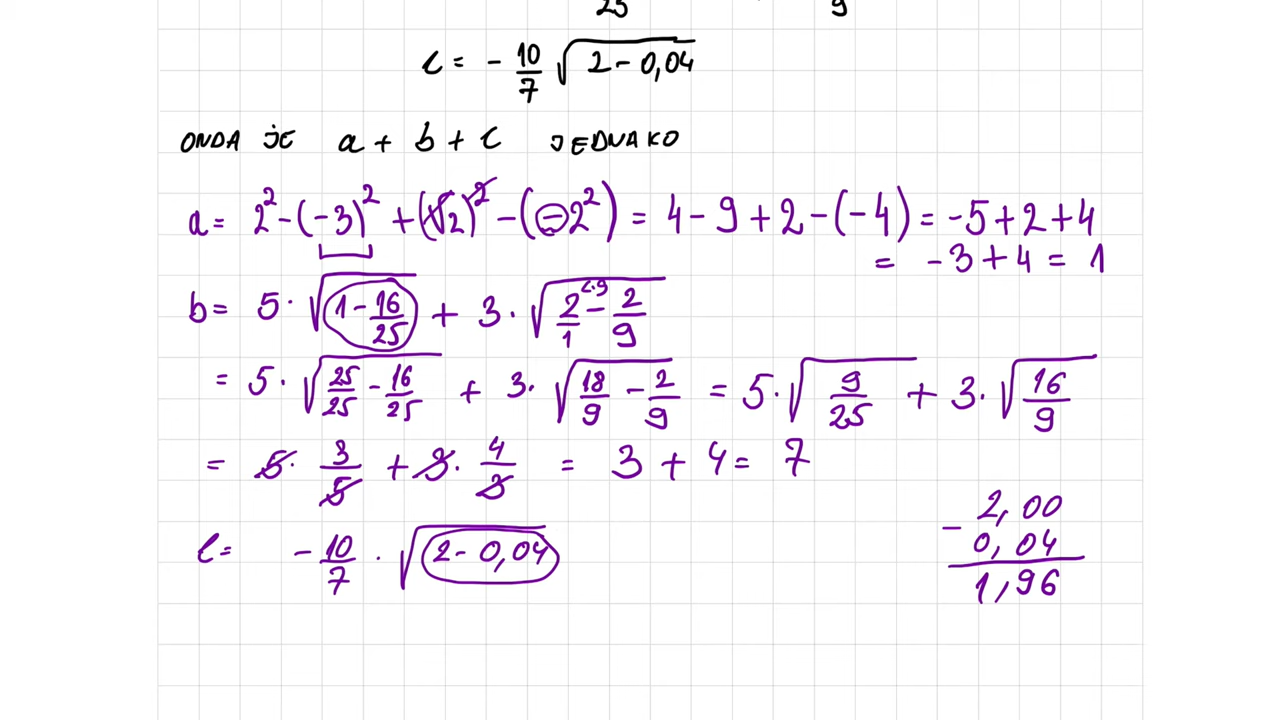 25 9
c = - 10/7 √(2 - 0,04)
ONDA JE a + b + c JEDNAKO
a = 2² - (-3)² + (√2)² - (-2²) = 4 - 9 + 2 - (-4) = -5 + 2 + 4
= -3 + 4 = 1
b = 5 · √(1 - 16/25) + 3 · √(2/1 ^(·9) - 2/9)
= 5 · √(25/25 - 16/25) + 3 · √(18/9 - 2/9) = 5 · √(9/25) + 3 · √(16/9)
= 5 · 3/5 + 3 · 4/3 = 3 + 4 = 7
c = - 10/7 · √(2 - 0,04)
2,00
- 0,04
1,96